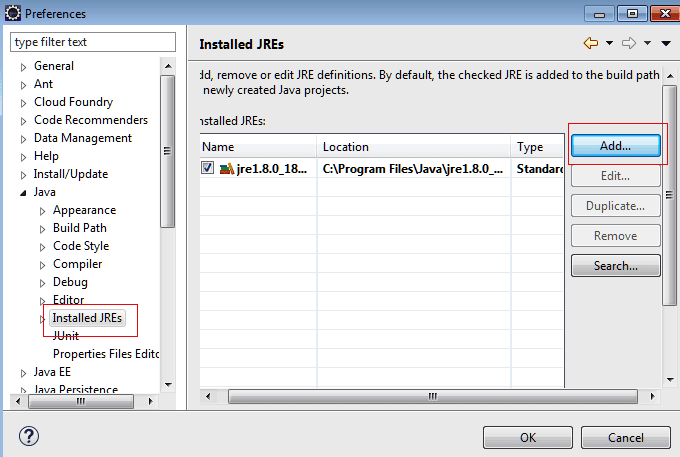 Preferences
type filter text
General
Ant
Cloud Foundry
Code Recommenders
Data Management
Help
Install/Update
Java
Appearance
Build Path
Code Style
Compiler
Debug
Editor
Installed JREs
JUnit
Properties Files Edito
Java EE
Java Persistence
Installed JREs
dd, remove or edit JRE definitions. By default, the checked JRE is added to the build path
newly created Java projects.
nstalled JREs:
Name Location Type
jre1.8.0_18... C:\Program Files\Java\jre1.8.0_... Standard
Add...
Edit...
Duplicate...
Remove
Search...
?
OK
Cancel